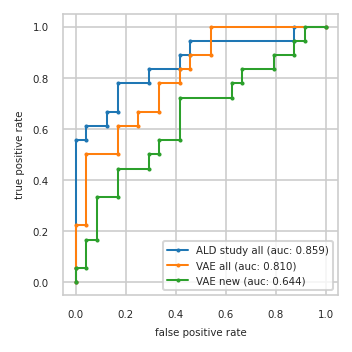 1.0
0.8
0.6
0.4
0.2
0.0
true positive rate
ALD study all (auc: 0.859)
VAE all (auc: 0.810)
VAE new (auc: 0.644)
0.0 0.2 0.4 0.6 0.8 1.0
false positive rate